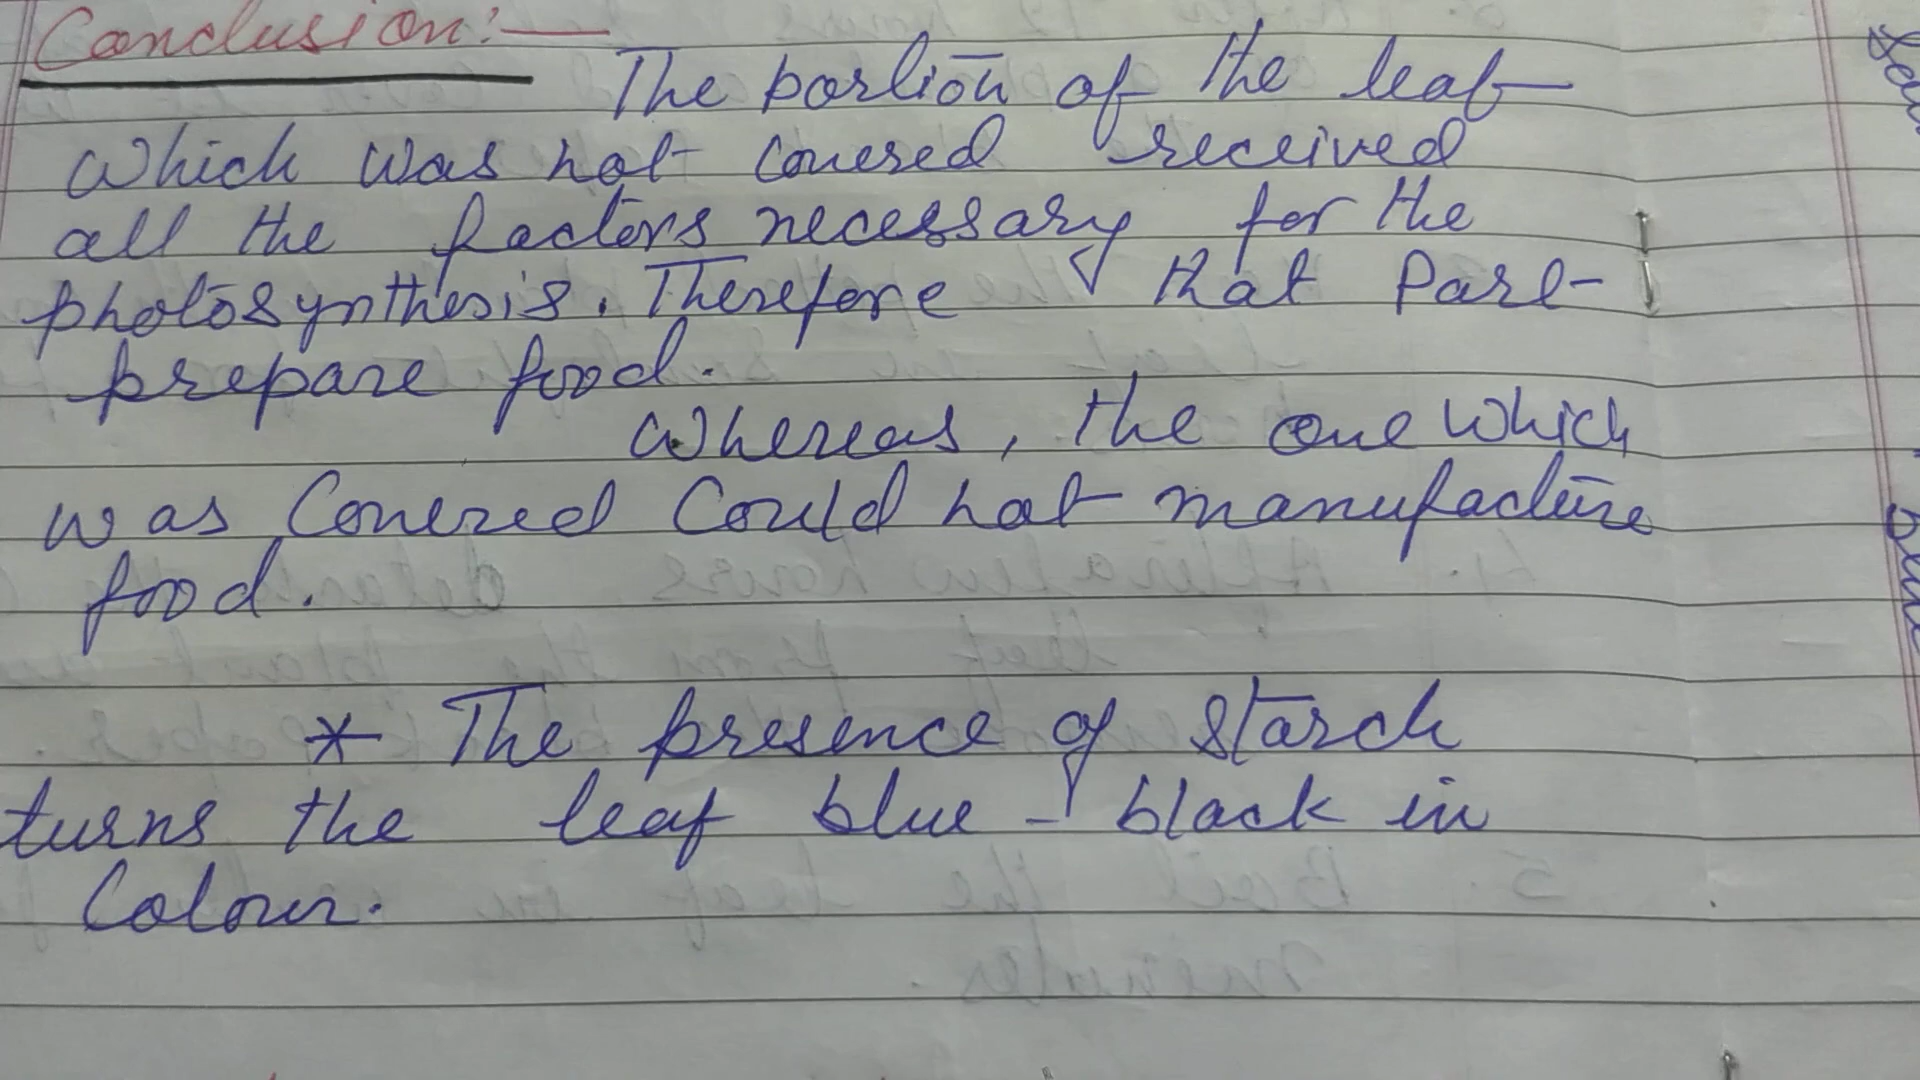 Conclusion:—
The portion of the leaf
which was not covered received
all the factors necessary for the
photosynthesis. Therefore that Part
prepare food.
Whereas, the one which
was Covered Could not manufacture
food.
* The presence of starch
turns the leaf blue - black in
Colour.